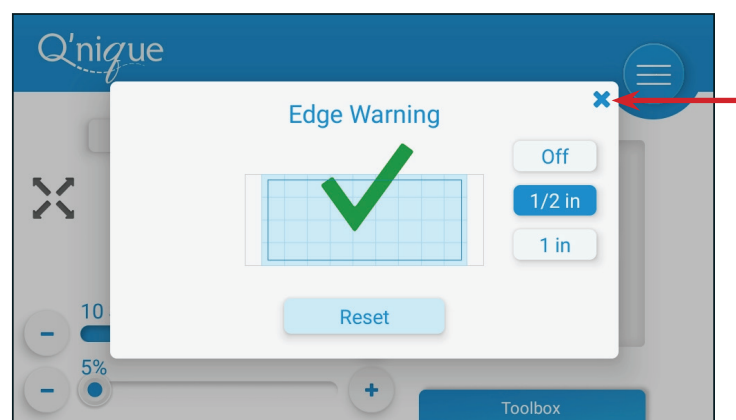 Q'nique
Edge Warning
Off
1/2 in
1 in
Reset
10
5%
Toolbox